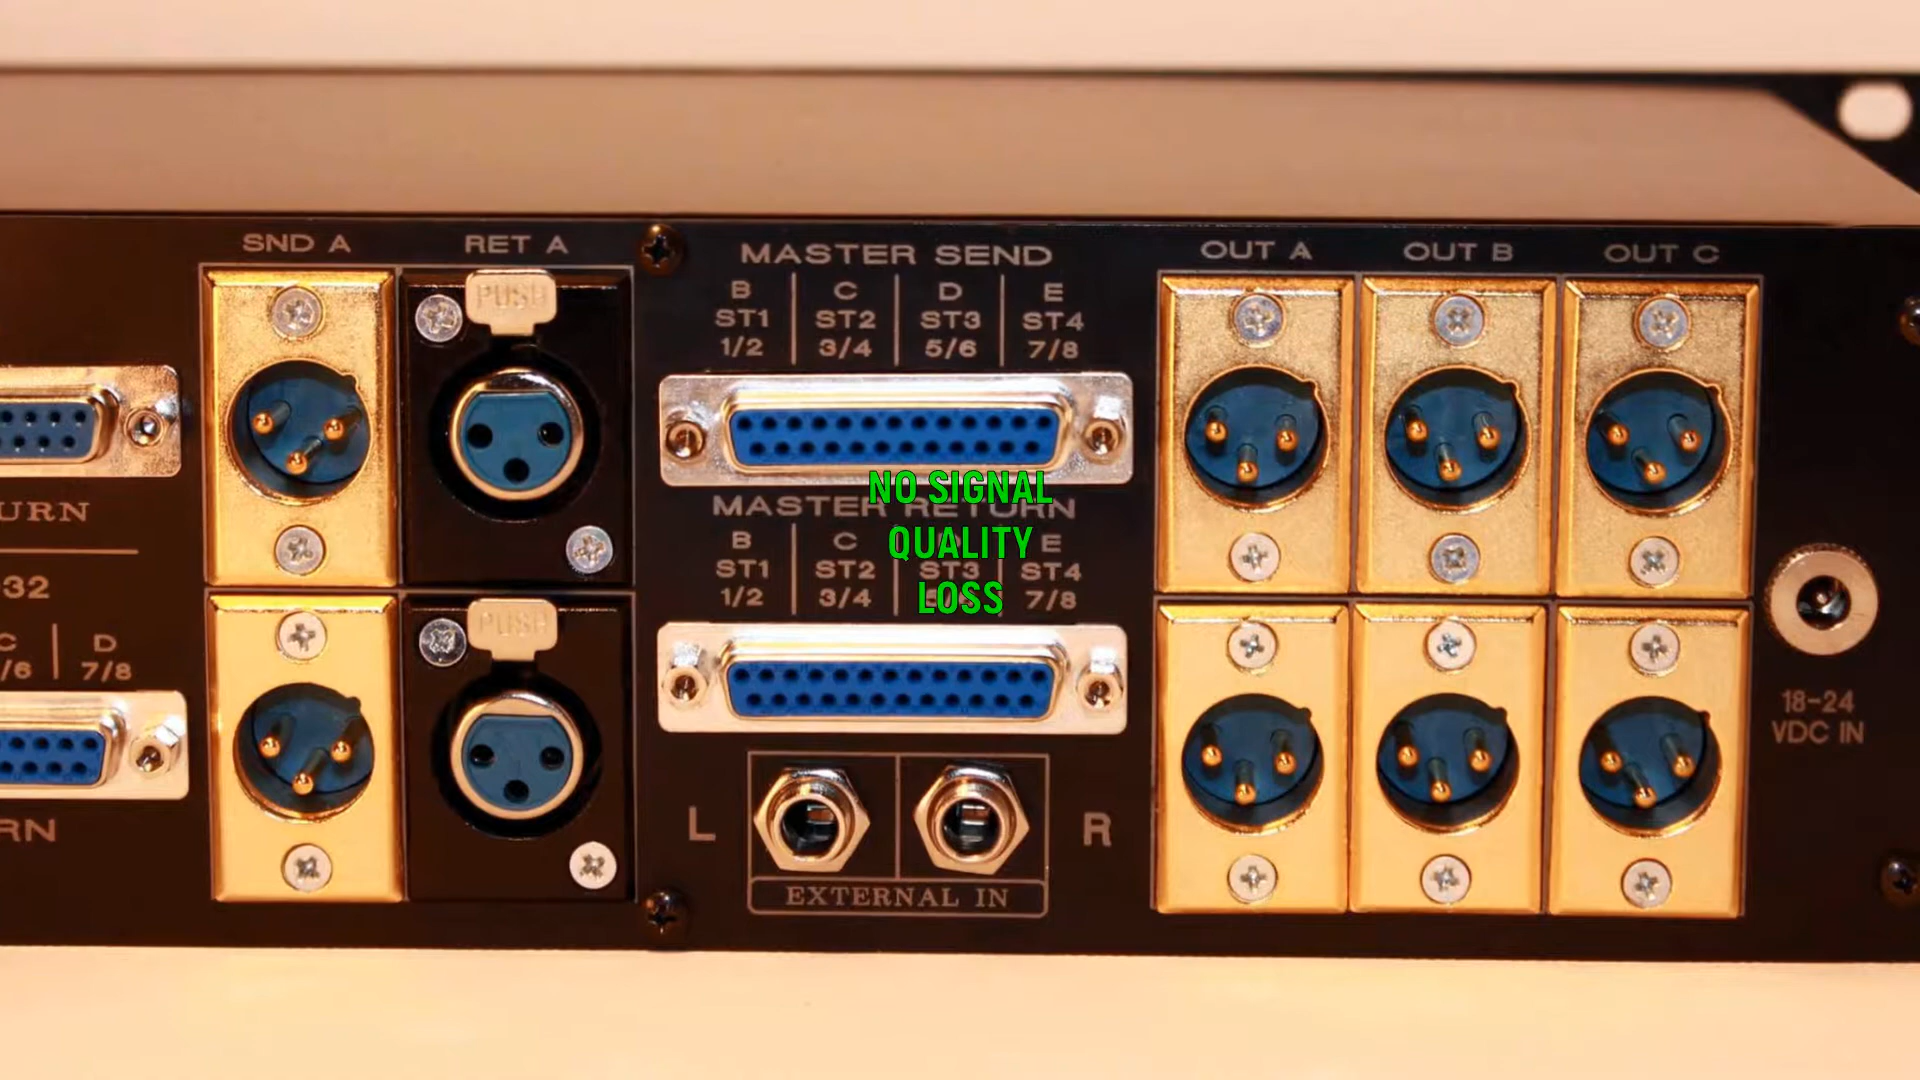 SND A
RET A
MASTER SEND
OUT A
OUT B
OUT C
PUSH
B
C
D
E
ST1
ST2
ST3
ST4
1/2
3/4
5/6
7/8
NO SIGNAL
QUALITY
LOSS
URN
MASTER RETURN
B
C
E
ST1
ST2
ST3
ST4
1/2
3/4
7/8
32
C
D
/6
7/8
PUSH
18-24
VDC IN
RN
L
R
EXTERNAL IN